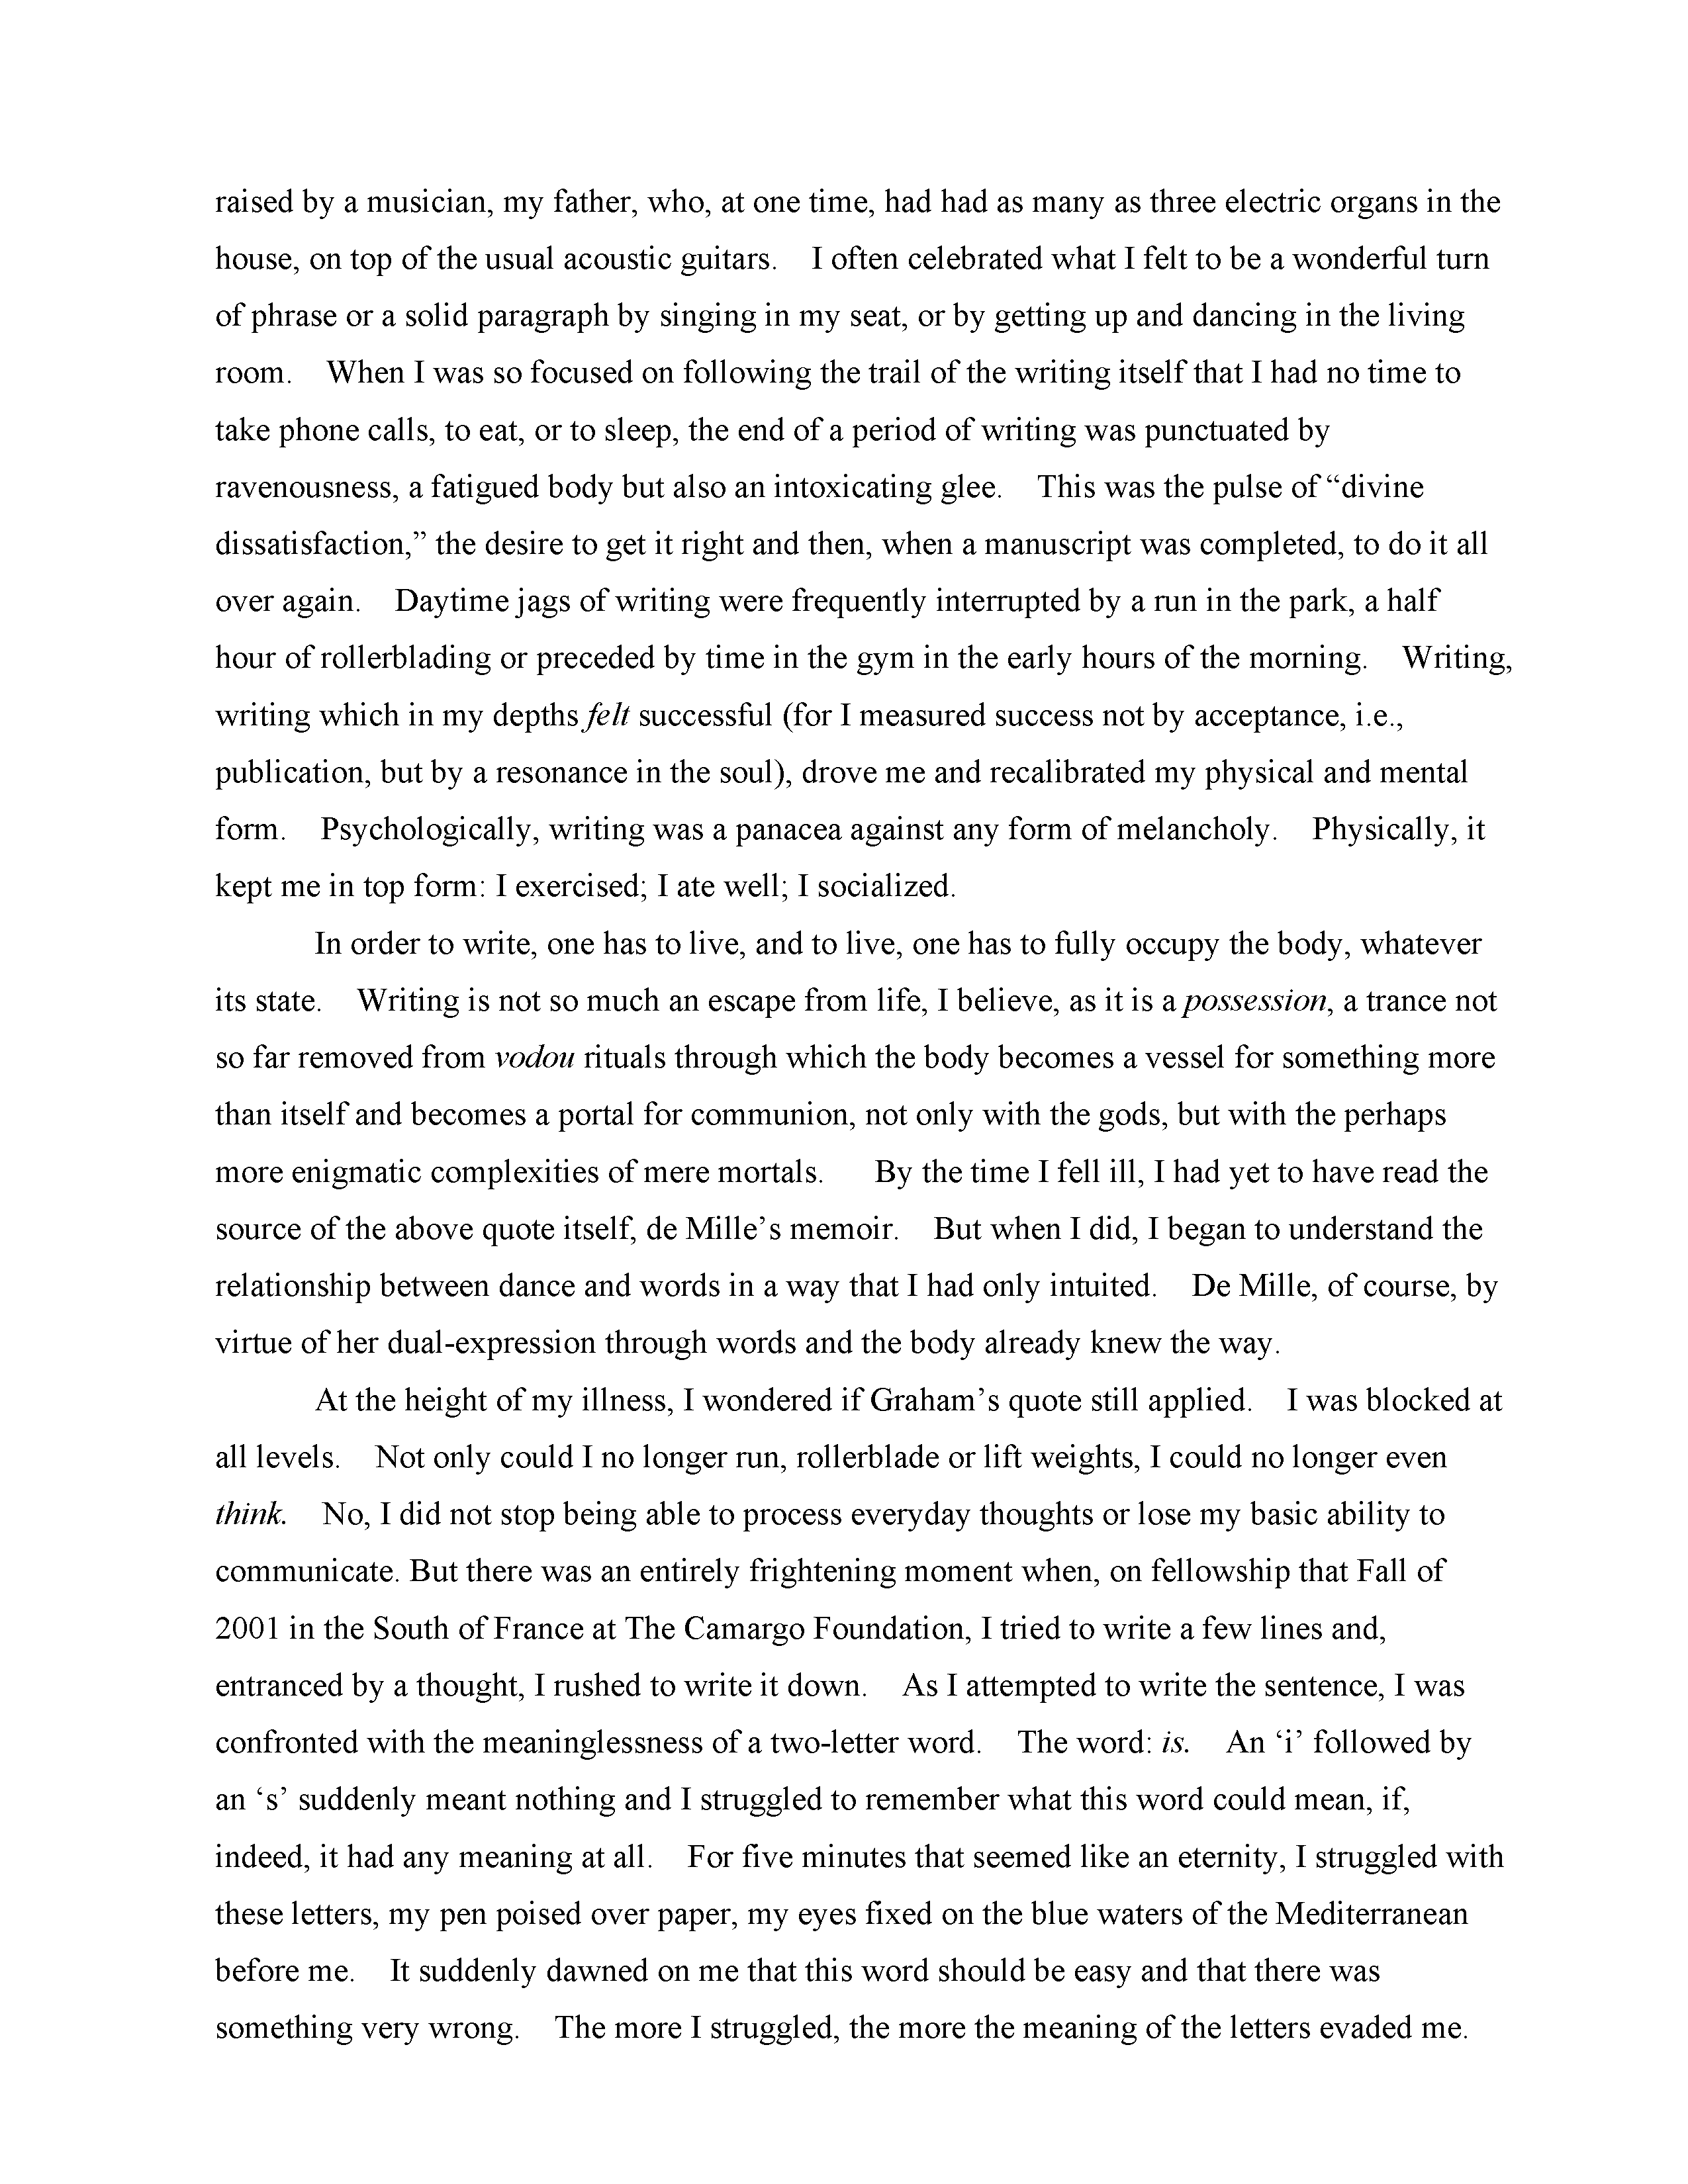 raised by a musician, my father, who, at one time, had had as many as three electric organs in the
house, on top of the usual acoustic guitars.    I often celebrated what I felt to be a wonderful turn
of phrase or a solid paragraph by singing in my seat, or by getting up and dancing in the living
room.    When I was so focused on following the trail of the writing itself that I had no time to
take phone calls, to eat, or to sleep, the end of a period of writing was punctuated by
ravenousness, a fatigued body but also an intoxicating glee.    This was the pulse of “divine
dissatisfaction,” the desire to get it right and then, when a manuscript was completed, to do it all
over again.    Daytime jags of writing were frequently interrupted by a run in the park, a half
hour of rollerblading or preceded by time in the gym in the early hours of the morning.    Writing,
writing which in my depths felt successful (for I measured success not by acceptance, i.e.,
publication, but by a resonance in the soul), drove me and recalibrated my physical and mental
form.    Psychologically, writing was a panacea against any form of melancholy.    Physically, it
kept me in top form: I exercised; I ate well; I socialized.
In order to write, one has to live, and to live, one has to fully occupy the body, whatever
its state.    Writing is not so much an escape from life, I believe, as it is a possession, a trance not
so far removed from vodou rituals through which the body becomes a vessel for something more
than itself and becomes a portal for communion, not only with the gods, but with the perhaps
more enigmatic complexities of mere mortals.      By the time I fell ill, I had yet to have read the
source of the above quote itself, de Mille’s memoir.    But when I did, I began to understand the
relationship between dance and words in a way that I had only intuited.    De Mille, of course, by
virtue of her dual-expression through words and the body already knew the way.
At the height of my illness, I wondered if Graham’s quote still applied.    I was blocked at
all levels.    Not only could I no longer run, rollerblade or lift weights, I could no longer even
think.    No, I did not stop being able to process everyday thoughts or lose my basic ability to
communicate. But there was an entirely frightening moment when, on fellowship that Fall of
2001 in the South of France at The Camargo Foundation, I tried to write a few lines and,
entranced by a thought, I rushed to write it down.    As I attempted to write the sentence, I was
confronted with the meaninglessness of a two-letter word.    The word: is.    An ‘i’ followed by
an ‘s’ suddenly meant nothing and I struggled to remember what this word could mean, if,
indeed, it had any meaning at all.    For five minutes that seemed like an eternity, I struggled with
these letters, my pen poised over paper, my eyes fixed on the blue waters of the Mediterranean
before me.    It suddenly dawned on me that this word should be easy and that there was
something very wrong.    The more I struggled, the more the meaning of the letters evaded me.